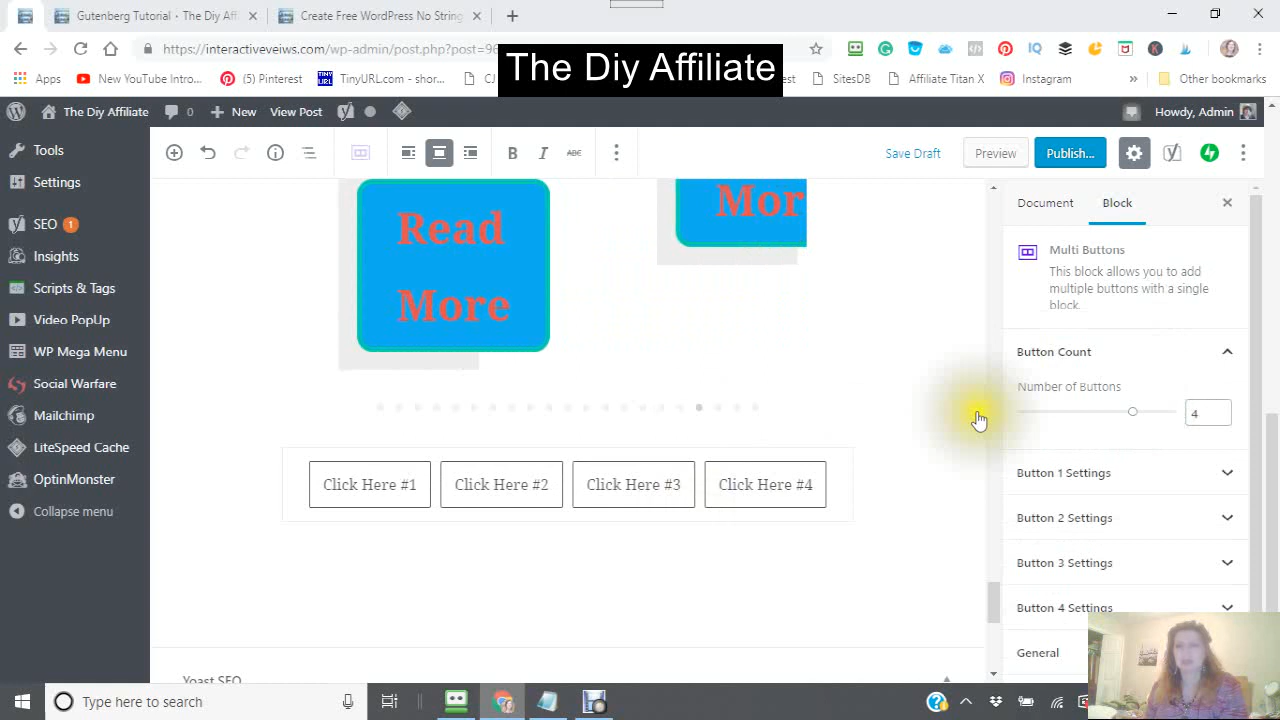 Gutenberg Tutorial - The Diy Affil
Create Free WordPress No String
https://interactiveveiws.com/wp-admin/post.php?post=96
The Diy Affiliate
Apps
New YouTube Intro...
(5) Pinterest
TINY
TinyURL.com - shor...
CJ
SitesDB
Affiliate Titan X
Instagram
»
Other bookmarks
The Diy Affiliate
0
New
View Post
Howdy, Admin
Tools
Settings
SEO 1
Insights
Scripts & Tags
Video PopUp
WP Mega Menu
Social Warfare
Mailchimp
LiteSpeed Cache
OptinMonster
Collapse menu
B I ABC
Save Draft
Preview
Publish...
Read
More
Mor
Click Here #1
Click Here #2
Click Here #3
Click Here #4
Yoast SEO
Document
Block
Multi Buttons
This block allows you to add
multiple buttons with a single
block.
Button Count
Number of Buttons
4
Button 1 Settings
Button 2 Settings
Button 3 Settings
Button 4 Settings
General
Type here to search